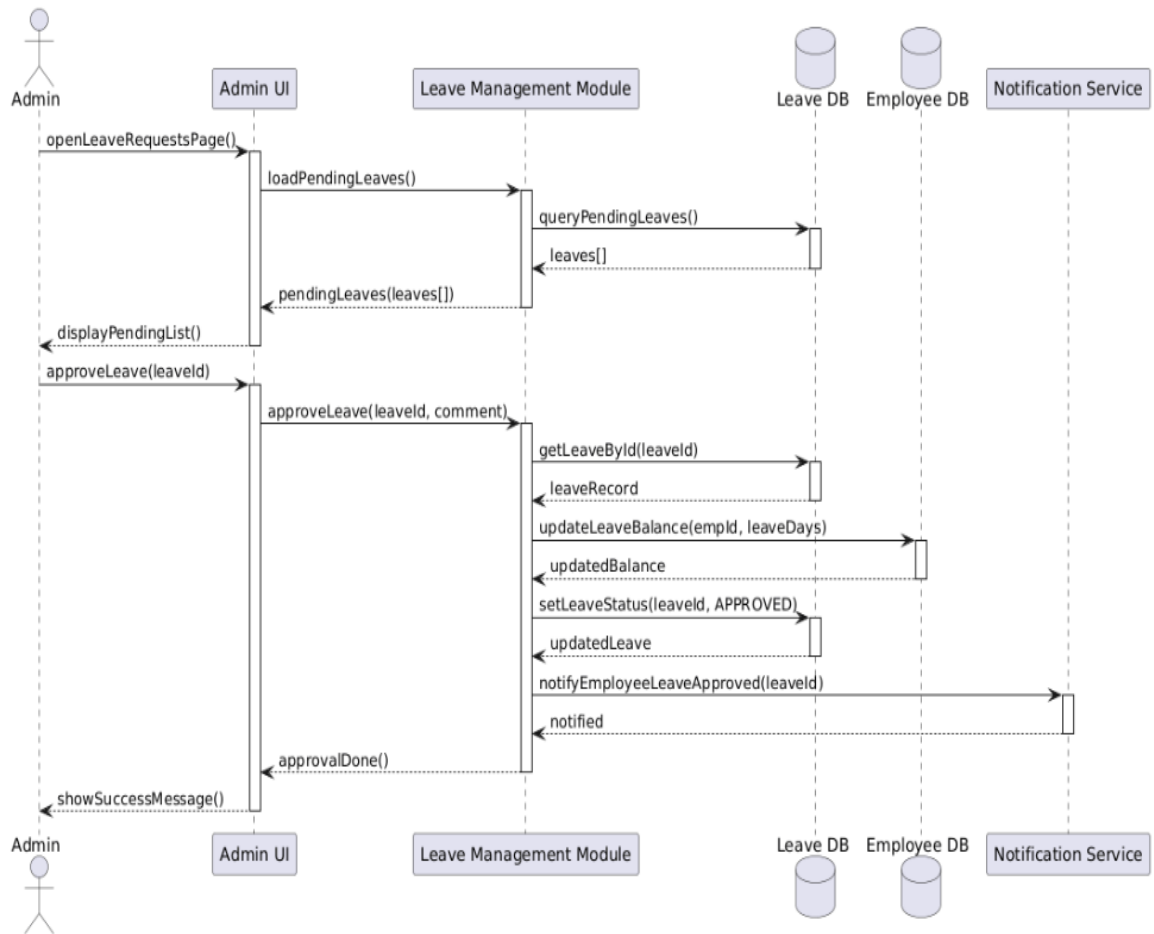 Admin
Admin UI
Leave Management Module
Leave DB
Employee DB
Notification Service
openLeaveRequestsPage()
loadPendingLeaves()
queryPendingLeaves()
leaves[]
pendingLeaves(leaves[])
displayPendingList()
approveLeave(leaveId)
approveLeave(leaveId, comment)
getLeaveById(leaveId)
leaveRecord
updateLeaveBalance(empId, leaveDays)
updatedBalance
setLeaveStatus(leaveId, APPROVED)
updatedLeave
notifyEmployeeLeaveApproved(leaveId)
notified
approvalDone()
showSuccessMessage()
Admin
Admin UI
Leave Management Module
Leave DB
Employee DB
Notification Service